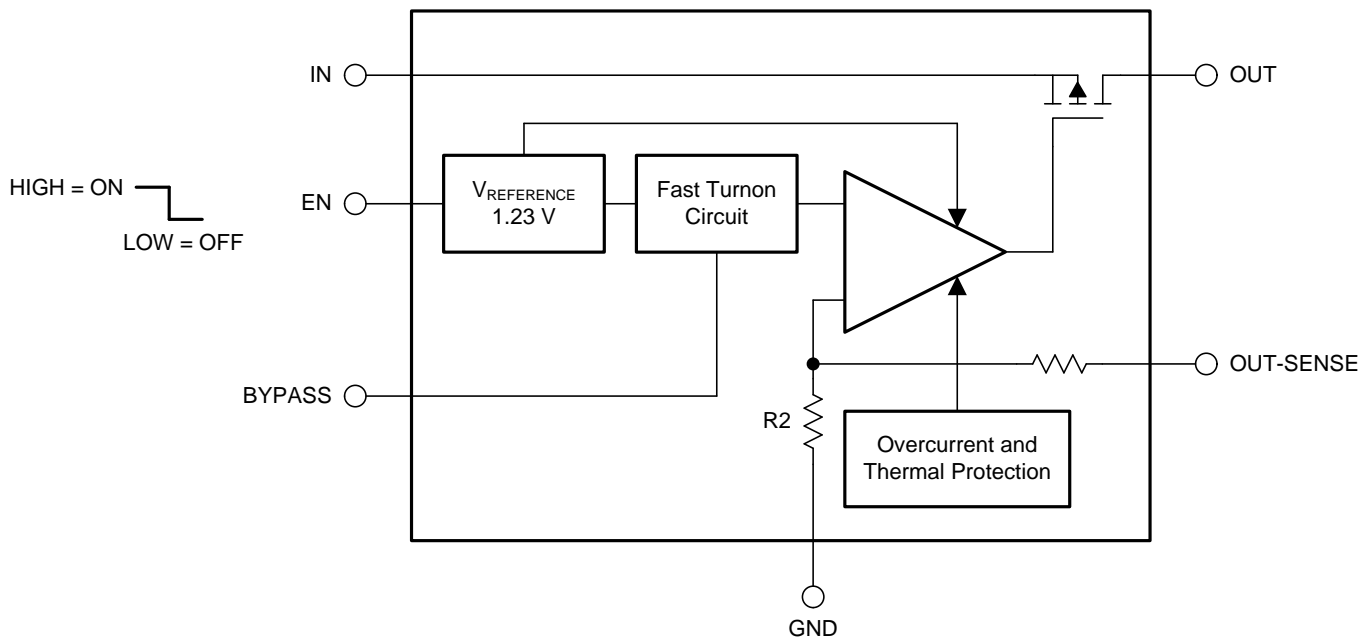 IN
OUT
HIGH = ON
LOW = OFF
EN
VREFERENCE
1.23 V
Fast Turnon
Circuit
BYPASS
OUT-SENSE
R2
Overcurrent and
Thermal Protection
GND